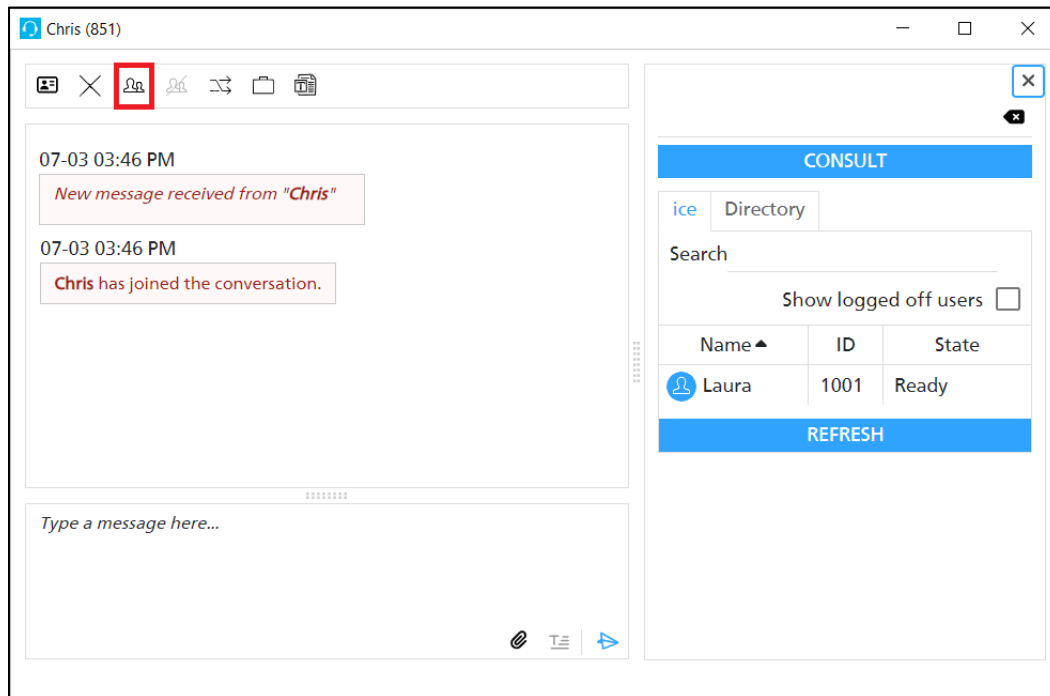 Chris (851)
07-03 03:46 PM
New message received from "Chris"
07-03 03:46 PM
Chris has joined the conversation.
Type a message here...
CONSULT
ice Directory
Search
Show logged off users
Name ID State
Laura 1001 Ready
REFRESH